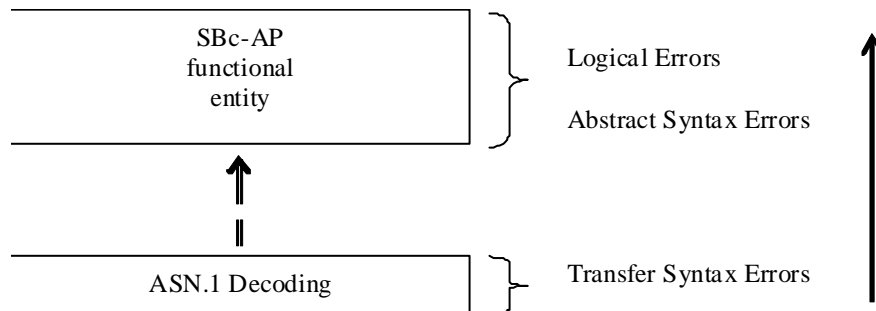 SBc-AP
functional
entity
Logical Errors
Abstract Syntax Errors
ASN.1 Decoding
Transfer Syntax Errors